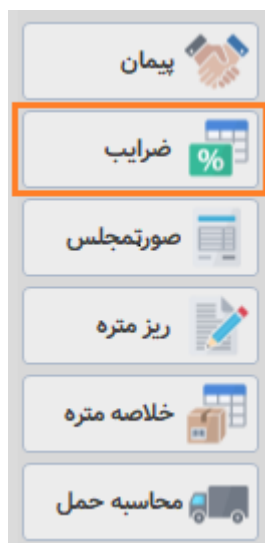 پیمان
ضرایب
%
صورتمجلس
ریز متره
خلاصه متره
محاسبه حمل